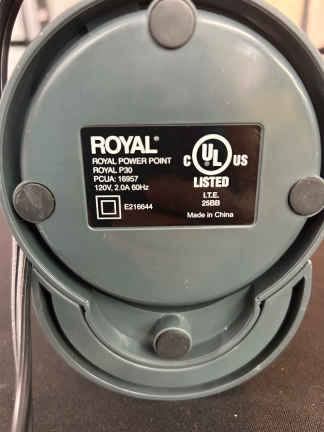 ROYAL®
ROYAL POWER POINT
ROYAL P30
PCUA: 16957
120V, 2.0A 60Hz
E216644
C UL® US
LISTED
I.T.E.
25BB
Made in China